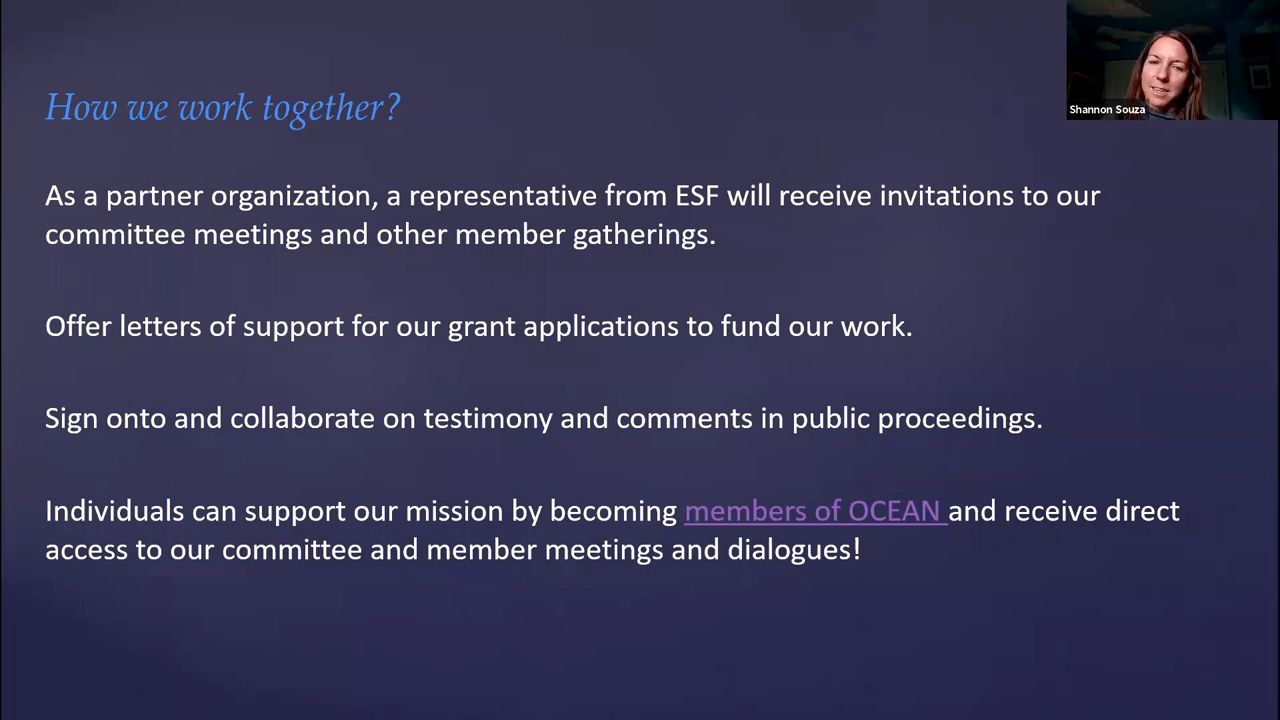 Shannon Souza
How we work together?
As a partner organization, a representative from ESF will receive invitations to our
committee meetings and other member gatherings.
Offer letters of support for our grant applications to fund our work.
Sign onto and collaborate on testimony and comments in public proceedings.
Individuals can support our mission by becoming members of OCEAN and receive direct
access to our committee and member meetings and dialogues!